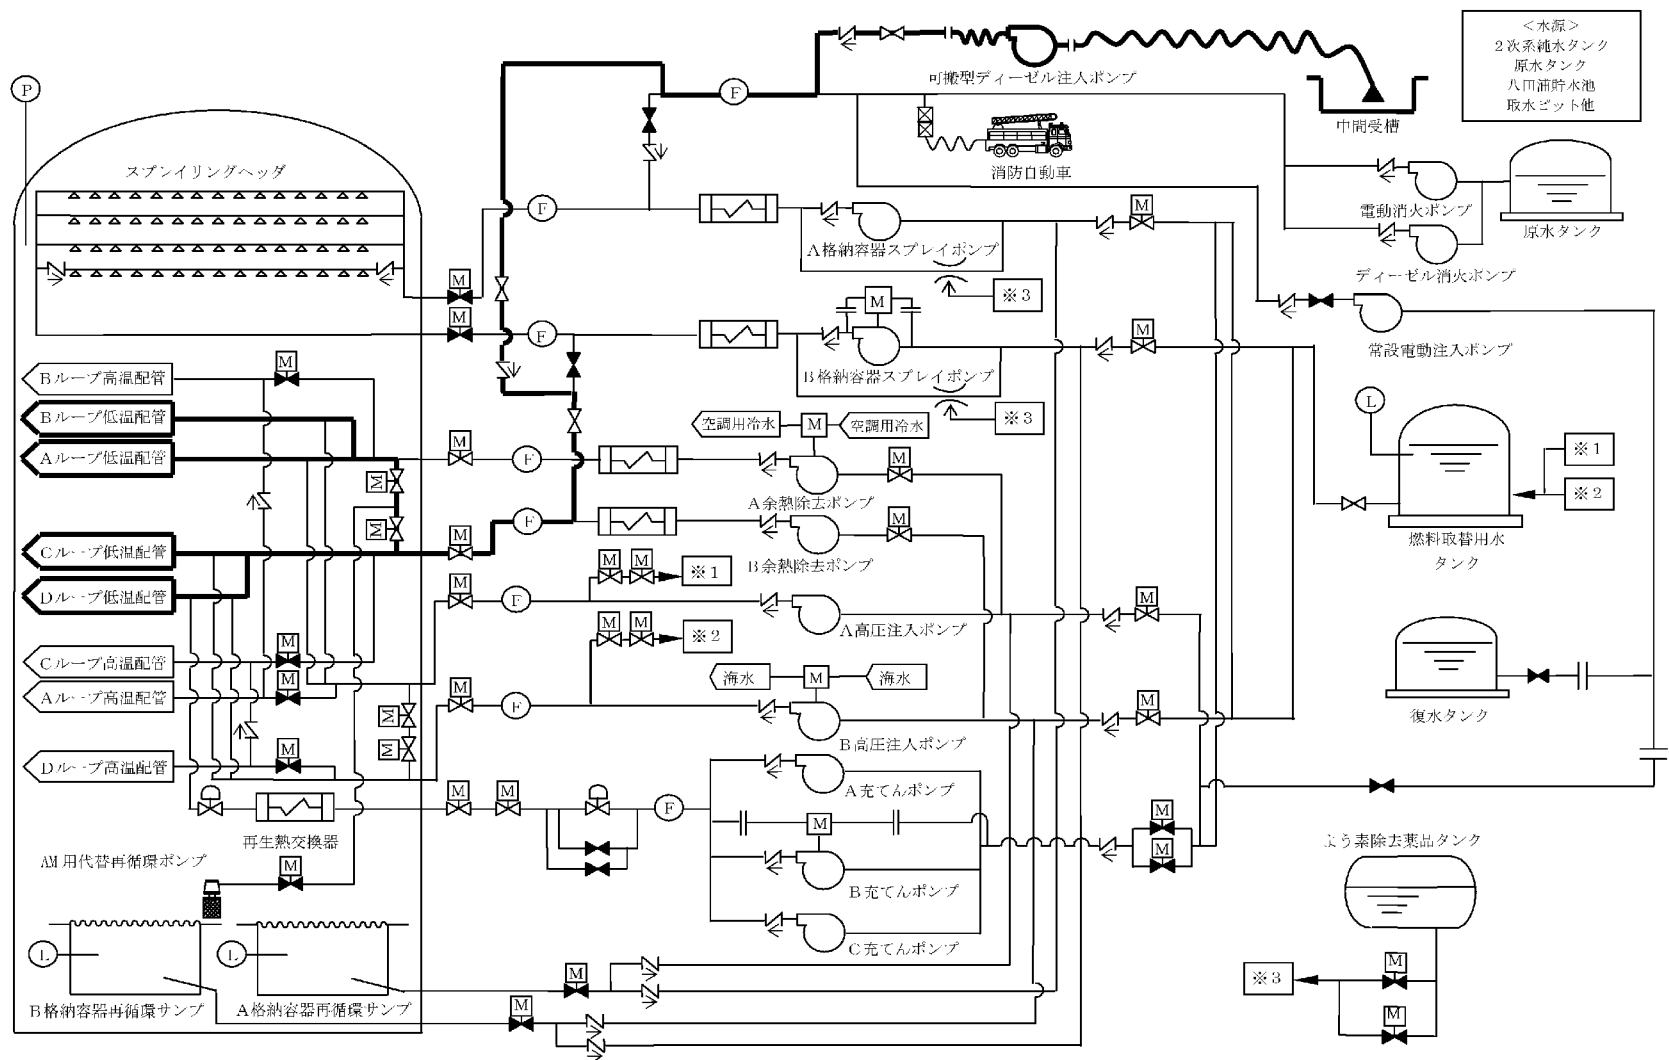 <水源>
2次系純水タンク
原水タンク
八田浦貯水池
取水ピット他
P
可搬型ディーゼル注入ポンプ
F
中間受槽
スプンイリングヘッダ
消防自動車
M
F
電動消火ポンプ
原水タンク
A格納容器スプレイポンプ
M
ディーゼル消火ポンプ
※3
M
M
F
M
常設電動注入ポンプ
M
Bループ高温配管
B格納容器スプレイポンプ
L
※3
Bループ低温配管
空調用冷水
M
空調用冷水
Aループ低温配管
M
F
M
※1
M
※2
A余熱除去ポンプ
M
F
M
燃料取替用水
タンク
Cループ低温配管
M
B余熱除去ポンプ
M
M
※1
Dループ低温配管
M
F
M
A高圧注入ポンプ
M
M
※2
Cループ高温配管
M
海水
M
海水
Aループ高温配管
M
M
F
M
M
復水タンク
B高圧注人ポンプ
M
M
Dループ高温配管
A充てんポンプ
M
M
F
M
M
再生熱交換器
よう素除去薬品タンク
AM用代替再循環ポンプ
M
M
B充てんポンプ
C充てんポンプ
L
L
M
M
※3
B格納容器再循環サンプ
A格納容器再循環サンプ
M
M